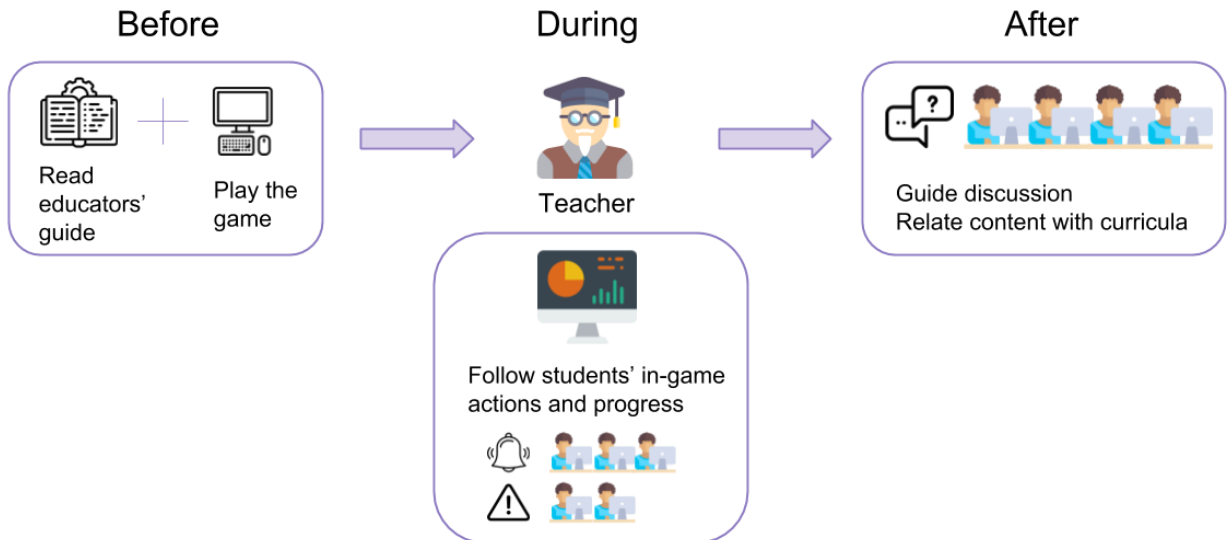 Before
Read
educators’
guide
Play the
game
During
Teacher
Follow students’ in-game
actions and progress
After
?
Guide discussion
Relate content with curricula